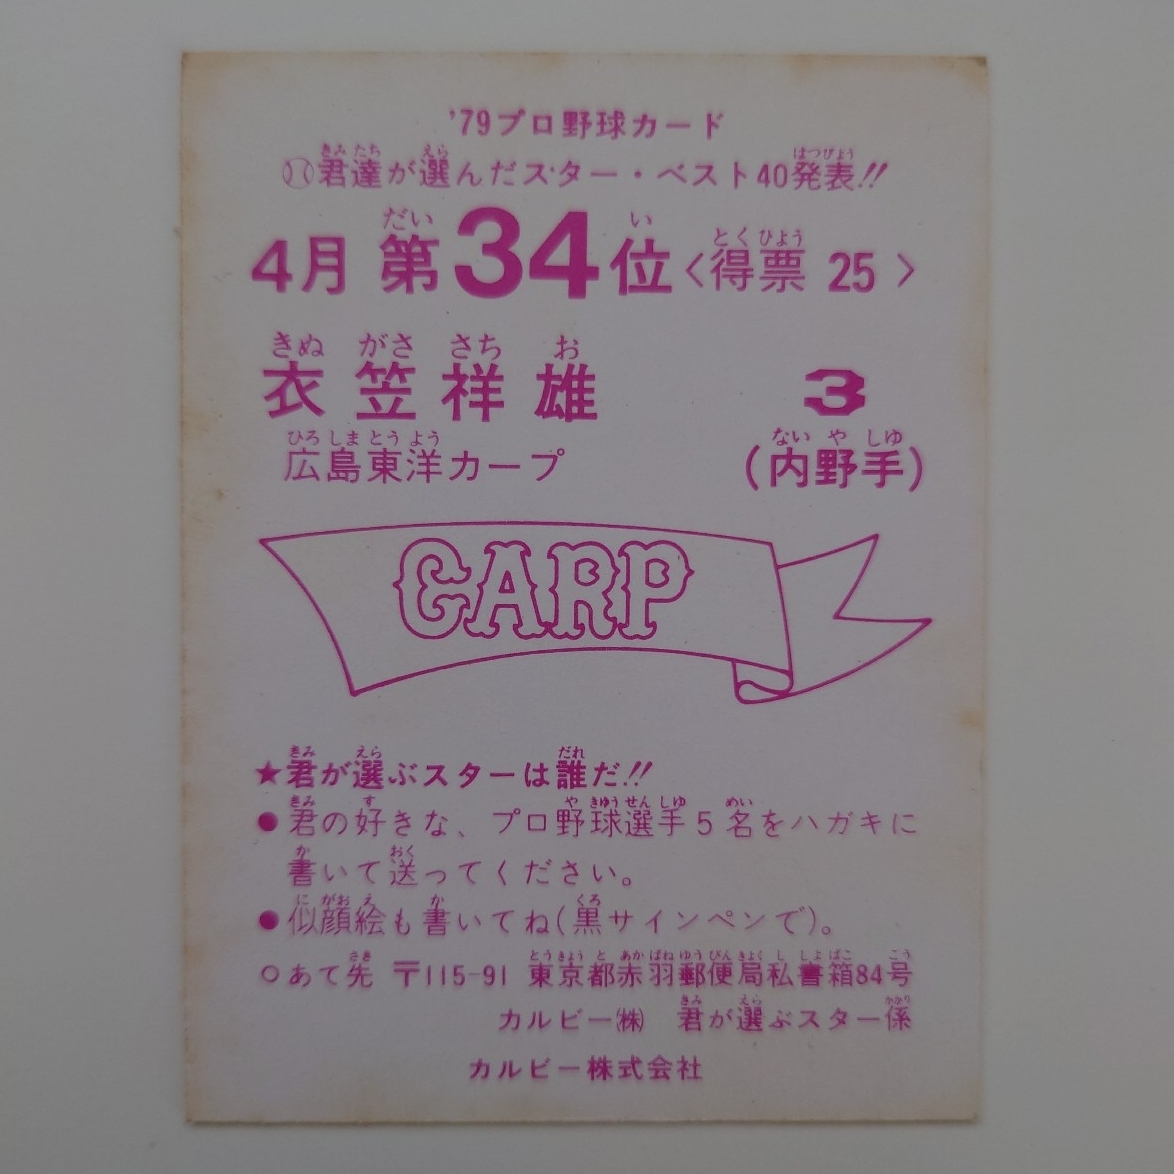 '79プロ野球カード
君達が選んだスター・ベスト40発表!!
4月 第34位〈得票 25〉
衣笠祥雄 3
広島東洋カープ (内野手)
CARP
★君が選ぶスターは誰だ!!
●君の好きな、プロ野球選手5名をハガキに
書いて送ってください。
●似顔絵も書いてね(黒サインペンで)。
○あて先 〒115-91 東京都赤羽郵便局私書箱84号
カルビー㈱ 君が選ぶスター係
カルビー株式会社